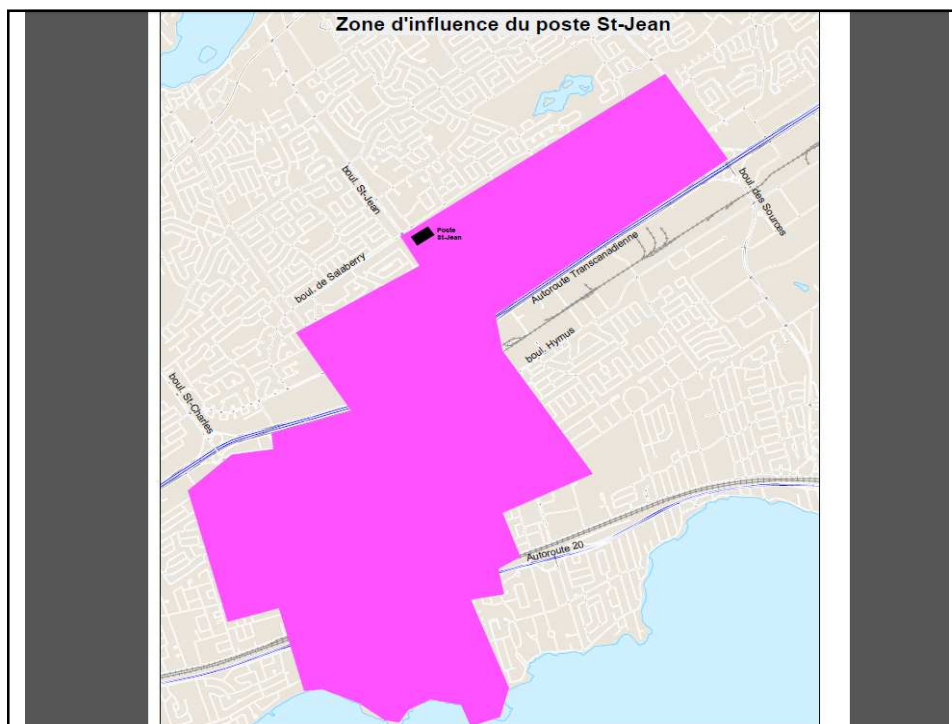 Zone d'influence du poste St-Jean
boul. St-Jean
boul. des Sources
Poste
St-Jean
Autoroute Transcanadienne
boul. de Salaberry
boul. Hymus
boul. St-Charles
Autoroute 20